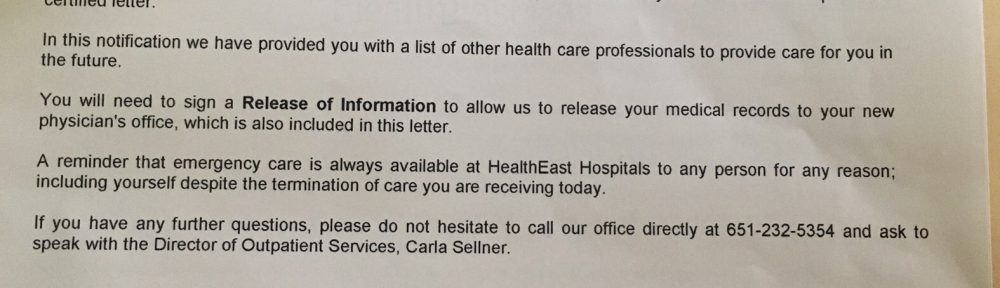 certified letter.
In this notification we have provided you with a list of other health care professionals to provide care for you in
the future.
You will need to sign a Release of Information to allow us to release your medical records to your new
physician's office, which is also included in this letter.
A reminder that emergency care is always available at HealthEast Hospitals to any person for any reason;
including yourself despite the termination of care you are receiving today.
If you have any further questions, please do not hesitate to call our office directly at 651-232-5354 and ask to
speak with the Director of Outpatient Services, Carla Sellner.